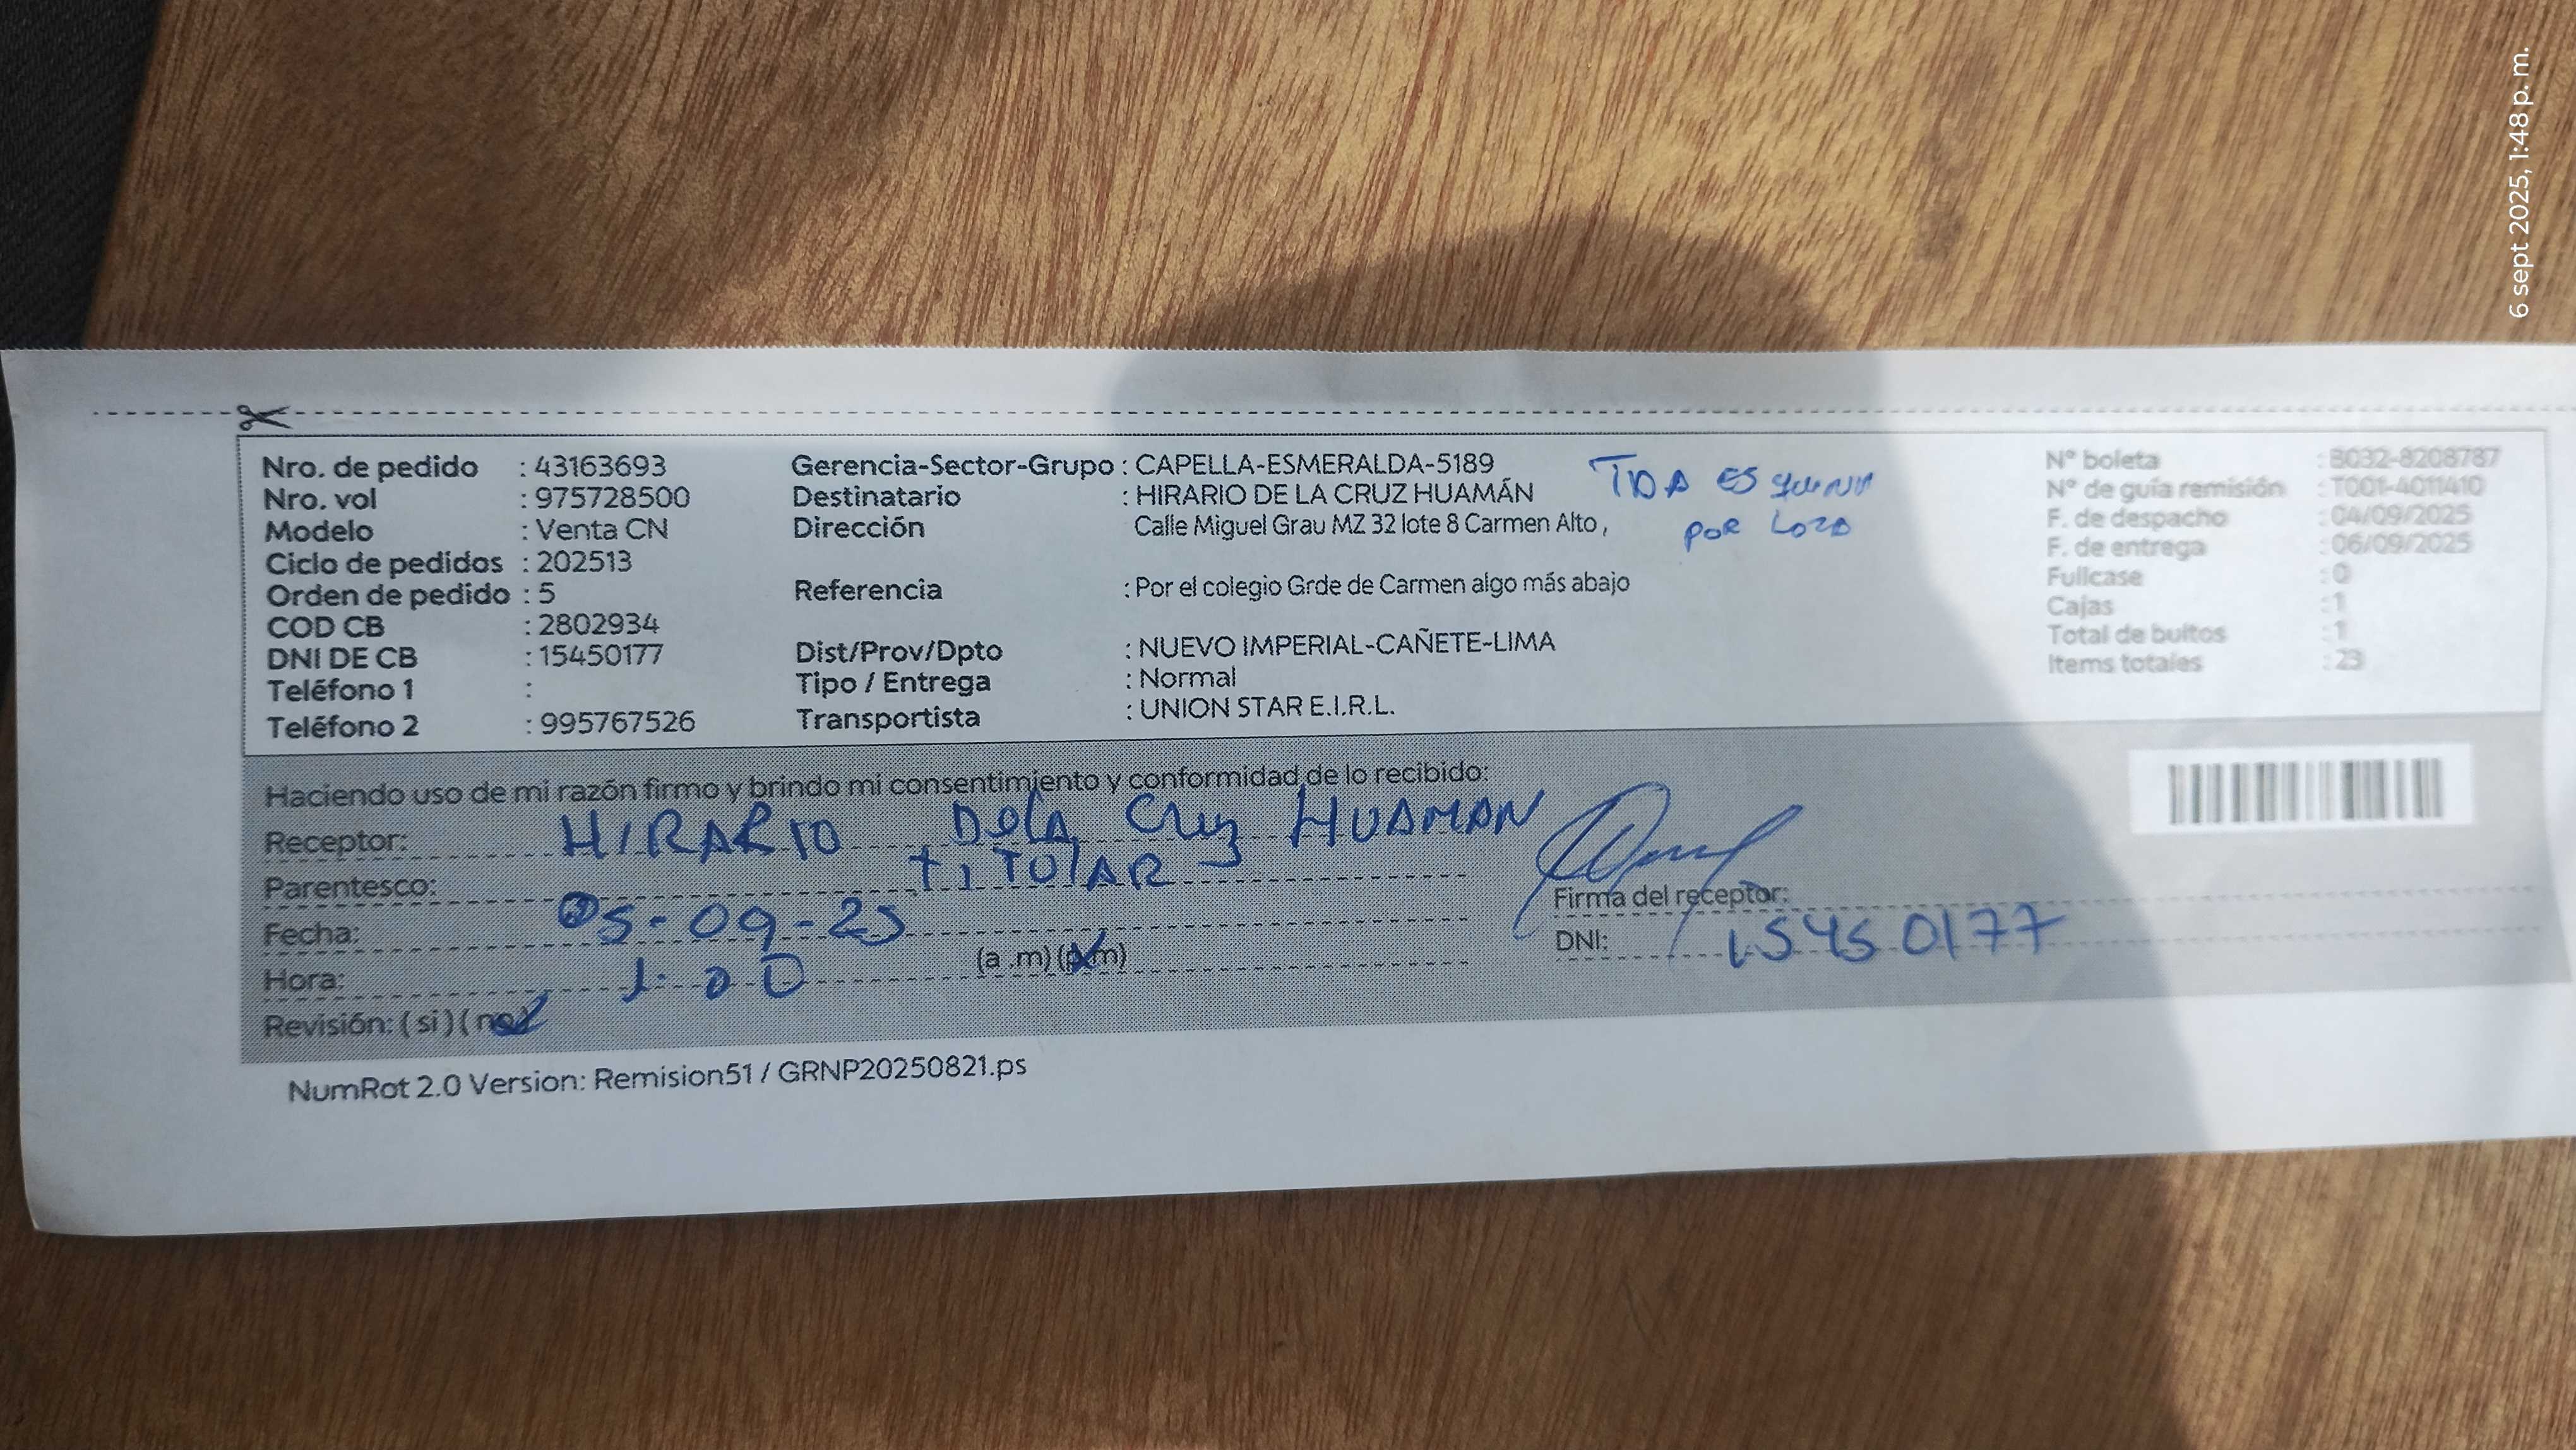 Nro. de pedido : 43163693
Nro. vol : 975728500
Modelo : Venta CN
Ciclo de pedidos : 202513
Orden de pedido : 5
COD CB : 2802934
DNI DE CB : 15450177
Teléfono 1 :
Teléfono 2 : 995767526
Gerencia-Sector-Grupo : CAPELLA-ESMERALDA-5189
Destinatario : HIRARIO DE LA CRUZ HUAMÁN
Dirección Calle Miguel Grau MZ 32 lote 8 Carmen Alto ,
Referencia : Por el colegio Grde de Carmen algo más abajo
Dist/Prov/Dpto : NUEVO IMPERIAL-CAÑETE-LIMA
Tipo / Entrega : Normal
Transportista : UNION STAR E.I.R.L.
TIDA ESQUINA
POR LOZA
N° boleta : B032-8208787
N° de guía remisión : T001-4011410
F. de despacho : 04/09/2025
F. de entrega : 06/09/2025
Fullcase : 0
Cajas : 1
Total de bultos : 1
Items totales : 23
Haciendo uso de mi razón firmo y brindo mi consentimiento y conformidad de lo recibido:
Receptor: HIRARIO DelA Cruz HUAMAN
Parentesco: TITULAR
Fecha: 05-09-25
Hora: 1:00 (a .m) (p.m)
Revisión: ( si ) ( no )
Firma del receptor:
DNI: 15450177
NumRot 2.0 Version: Remision51 / GRNP20250821.ps
6 sept 2025, 1:48 p. m.